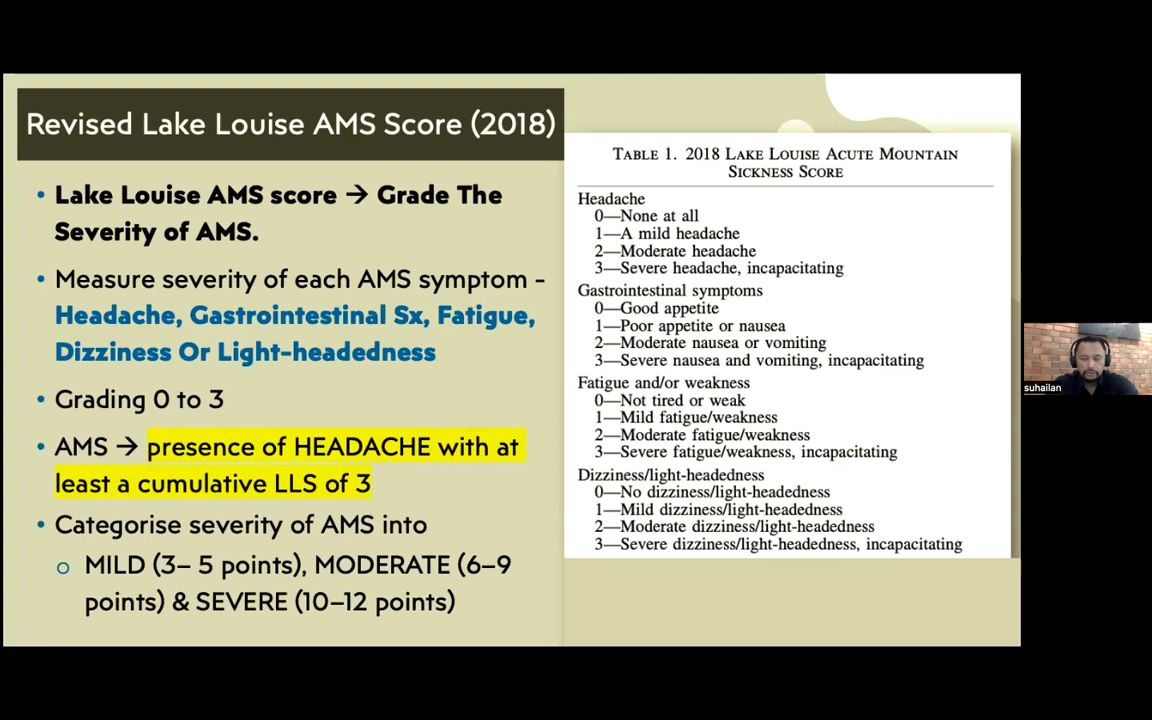 Revised Lake Louise AMS Score (2018)
• Lake Louise AMS score → Grade The
Severity of AMS.
• Measure severity of each AMS symptom -
Headache, Gastrointestinal Sx, Fatigue,
Dizziness Or Light-headedness
• Grading 0 to 3
• AMS → presence of HEADACHE with at
least a cumulative LLS of 3
• Categorise severity of AMS into
o MILD (3– 5 points), MODERATE (6–9
points) & SEVERE (10–12 points)
TABLE 1. 2018 LAKE LOUISE ACUTE MOUNTAIN
SICKNESS SCORE
Headache
0—None at all
1—A mild headache
2—Moderate headache
3—Severe headache, incapacitating
Gastrointestinal symptoms
0—Good appetite
1—Poor appetite or nausea
2—Moderate nausea or vomiting
3—Severe nausea and vomiting, incapacitating
Fatigue and/or weakness
0—Not tired or weak
1—Mild fatigue/weakness
2—Moderate fatigue/weakness
3—Severe fatigue/weakness, incapacitating
Dizziness/light-headedness
0—No dizziness/light-headedness
1—Mild dizziness/light-headedness
2—Moderate dizziness/light-headedness
3—Severe dizziness/light-headedness, incapacitating
suhailan